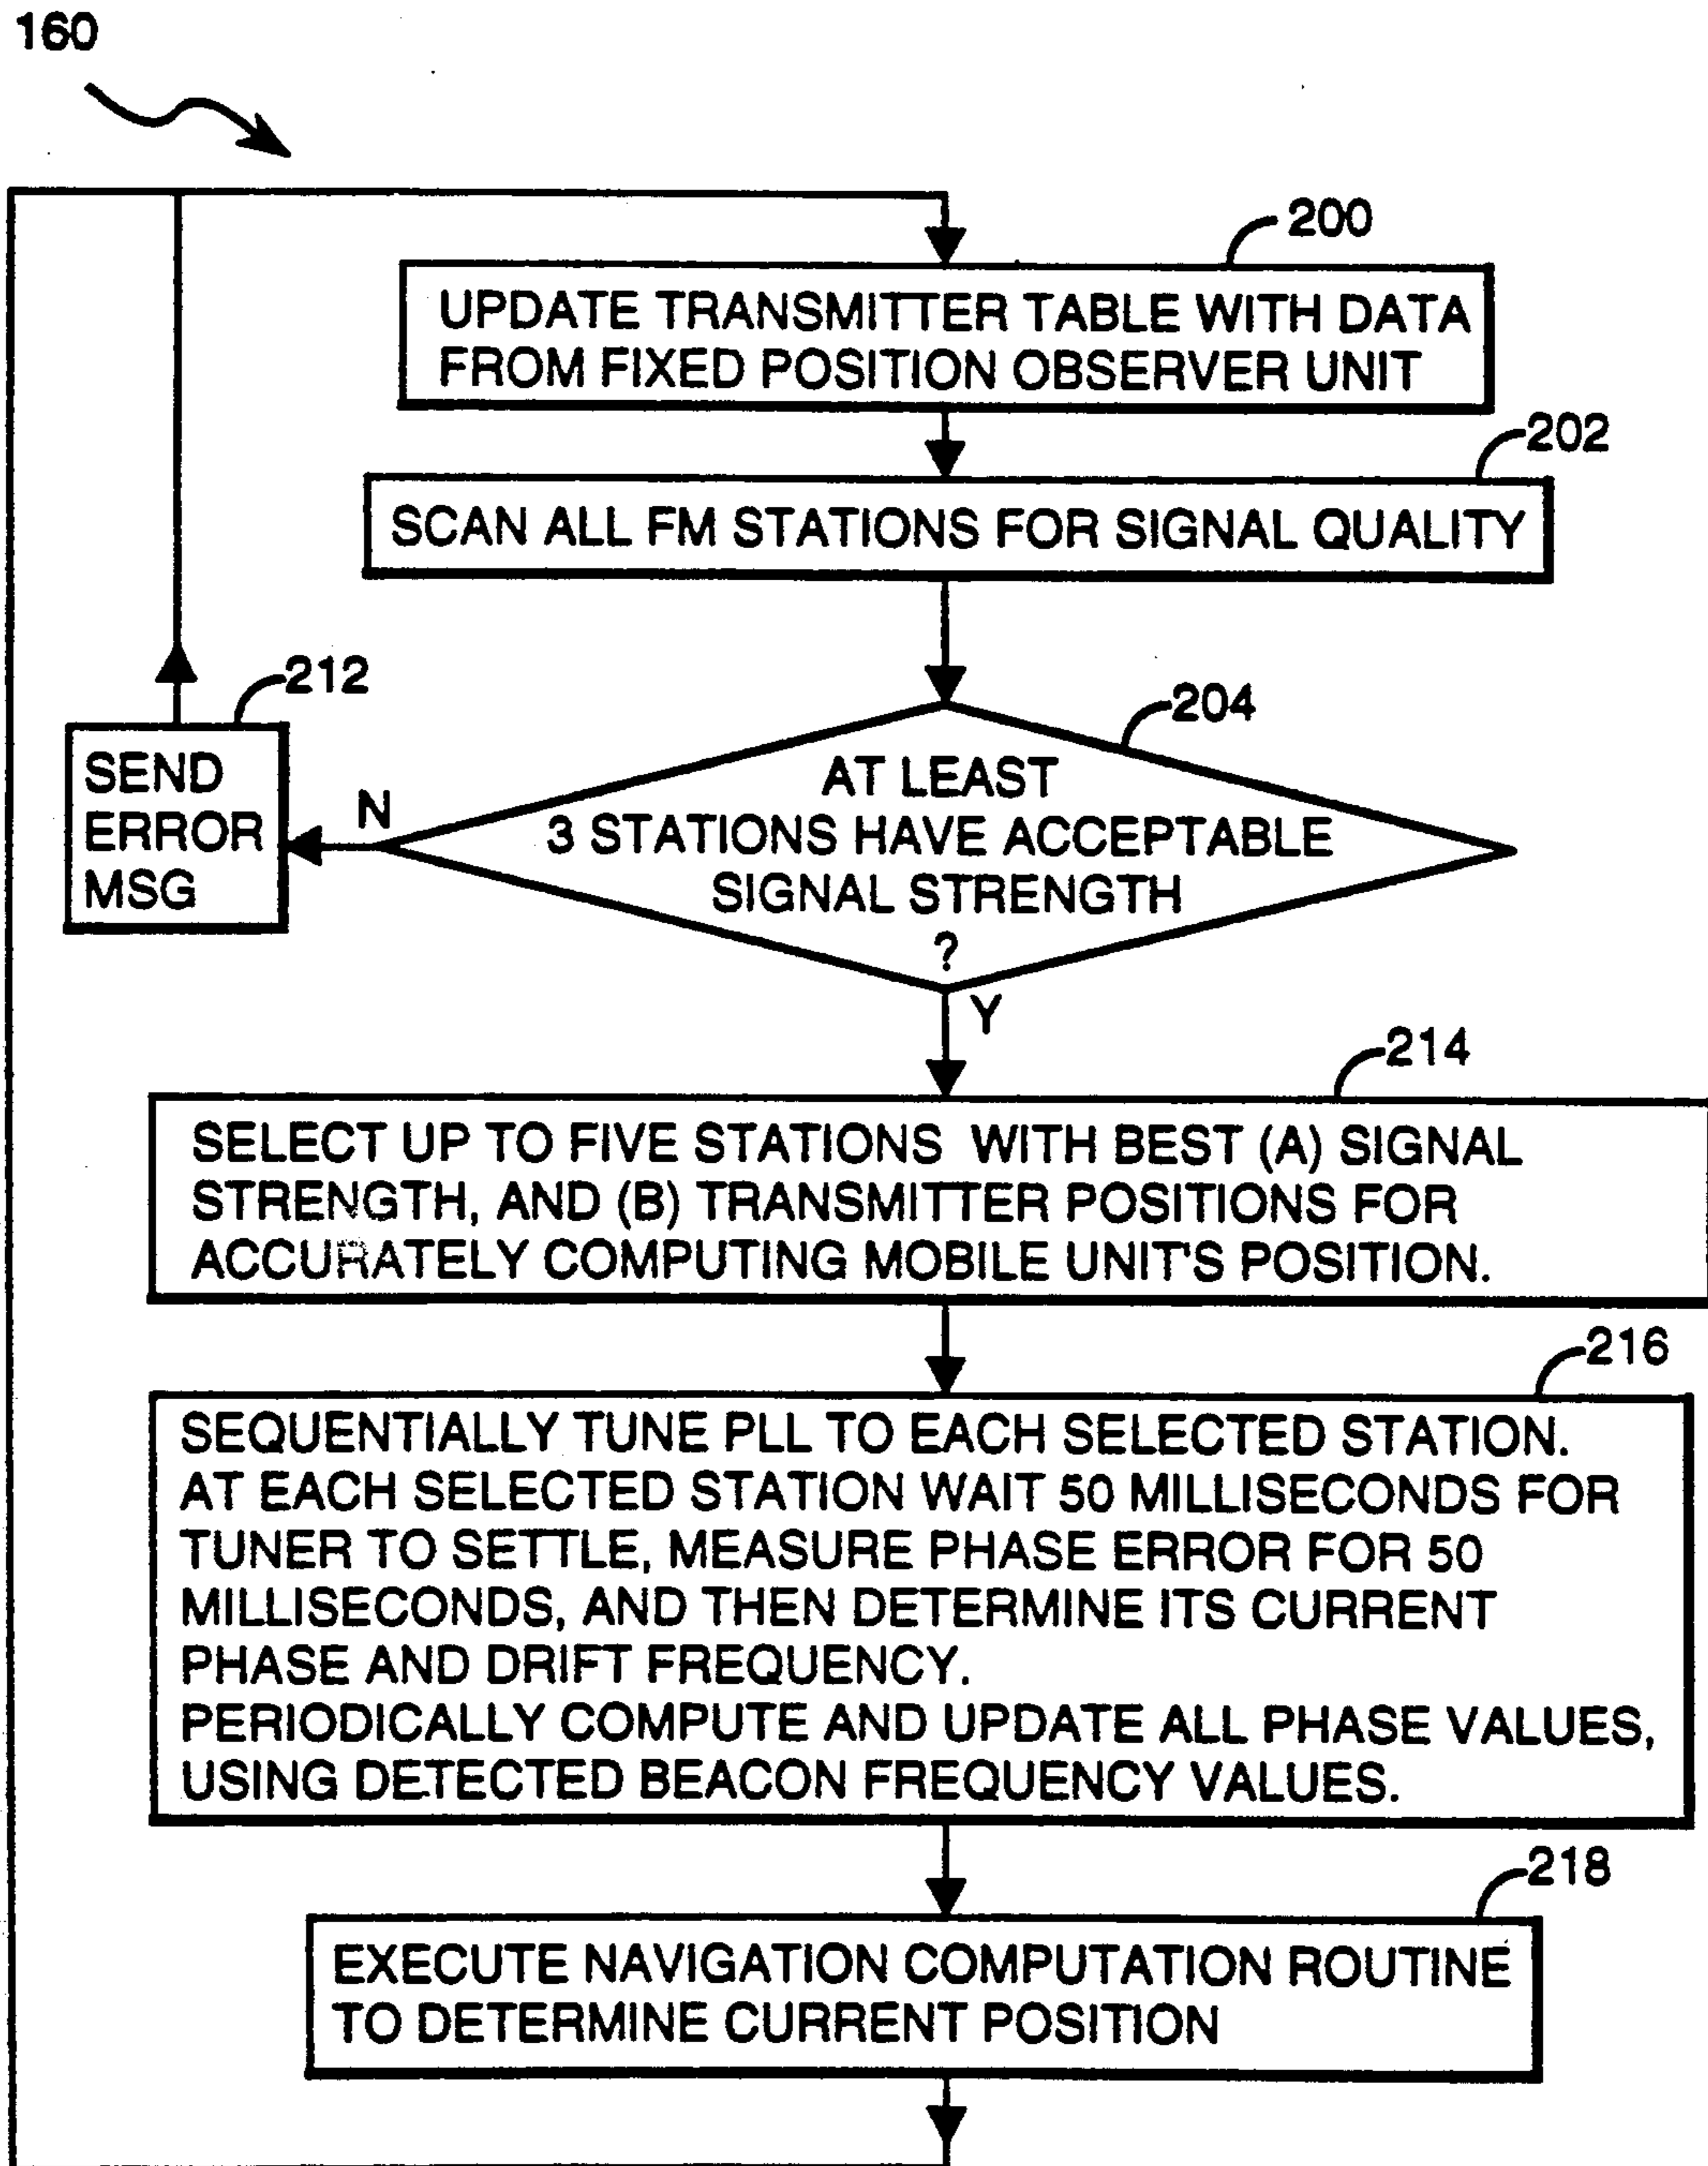 160
200
UPDATE TRANSMITTER TABLE WITH DATA
FROM FIXED POSITION OBSERVER UNIT
202
SCAN ALL FM STATIONS FOR SIGNAL QUALITY
212
SEND
ERROR
MSG
N
204
AT LEAST
3 STATIONS HAVE ACCEPTABLE
SIGNAL STRENGTH
?
Y
214
SELECT UP TO FIVE STATIONS WITH BEST (A) SIGNAL
STRENGTH, AND (B) TRANSMITTER POSITIONS FOR
ACCURATELY COMPUTING MOBILE UNIT'S POSITION.
216
SEQUENTIALLY TUNE PLL TO EACH SELECTED STATION.
AT EACH SELECTED STATION WAIT 50 MILLISECONDS FOR
TUNER TO SETTLE, MEASURE PHASE ERROR FOR 50
MILLISECONDS, AND THEN DETERMINE ITS CURRENT
PHASE AND DRIFT FREQUENCY.
PERIODICALLY COMPUTE AND UPDATE ALL PHASE VALUES,
USING DETECTED BEACON FREQUENCY VALUES.
218
EXECUTE NAVIGATION COMPUTATION ROUTINE
TO DETERMINE CURRENT POSITION